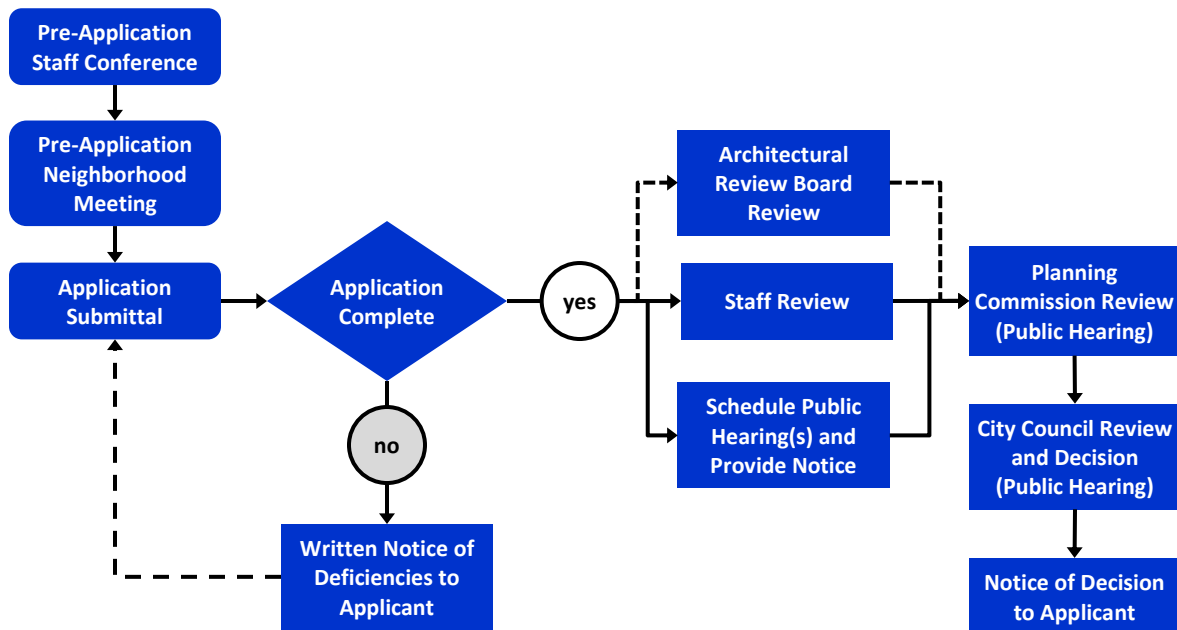 Pre-Application
Staff Conference
Pre-Application
Neighborhood
Meeting
Application
Submittal
Application
Complete
yes
no
Written Notice of
Deficiencies to
Applicant
Architectural
Review Board
Review
Staff Review
Schedule Public
Hearing(s) and
Provide Notice
Planning
Commission Review
(Public Hearing)
City Council Review
and Decision
(Public Hearing)
Notice of Decision
to Applicant